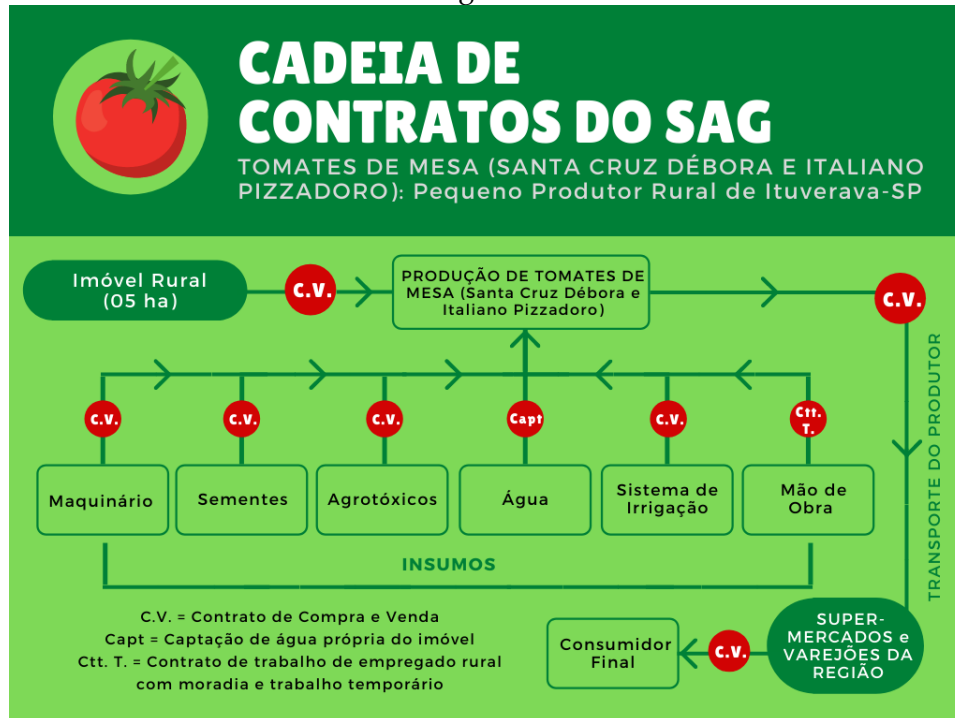 CADEIA DE
CONTRATOS DO SAG
TOMATES DE MESA (SANTA CRUZ DÉBORA E ITALIANO
PIZZADORO): Pequeno Produtor Rural de Ituverava-SP
Imóvel Rural
(05 ha)
C.V.
PRODUÇÃO DE TOMATES DE
MESA (Santa Cruz Débora e
Italiano Pizzadoro)
C.V.
TRANSPORTE DO PRODUTOR
C.V.
C.V.
C.V.
Capt
C.V.
Ctt.
T.
Maquinário
Sementes
Agrotóxicos
Água
Sistema de
Irrigação
Mão de
Obra
INSUMOS
C.V. = Contrato de Compra e Venda
Capt = Captação de água própria do imóvel
Ctt. T. = Contrato de trabalho de empregado rural
com moradia e trabalho temporário
Consumidor
Final
C.V.
SUPER-
MERCADOS e
VAREJÕES DA
REGIÃO